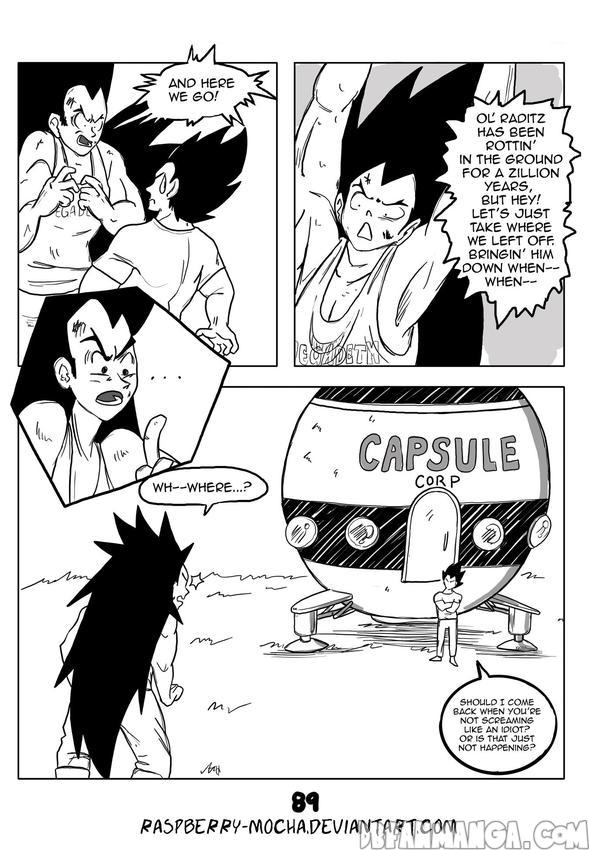 AND HERE
WE GO!
EGADE
OL' RADITZ
HAS BEEN
ROTTIN'
IN THE GROUND
FOR A ZILLION
YEARS,
BUT HEY!
LET'S JUST
TAKE WHERE
WE LEFT OFF.
BRINGIN' HIM
DOWN WHEN--
WHEN--
EGADETH
...
WH--WHERE...?
CAPSULE
CORP
SHOULD I COME
BACK WHEN YOU'RE
NOT SCREAMING
LIKE AN IDIOT?
OR IS THAT JUST
NOT HAPPENING?
89
RASPBERRY-MOCHA.DEVIANTART.COM
DBFANMANGA.COM